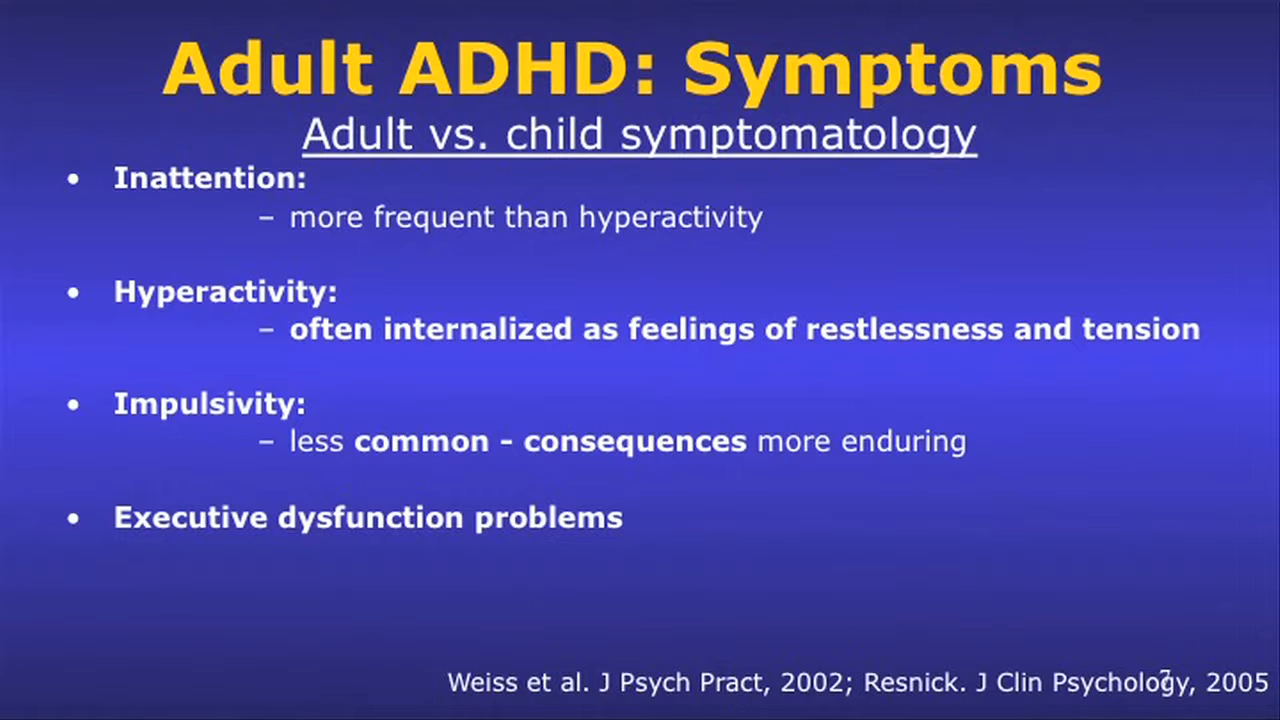 Adult ADHD: Symptoms
Adult vs. child symptomatology
• Inattention:
– more frequent than hyperactivity
• Hyperactivity:
– often internalized as feelings of restlessness and tension
• Impulsivity:
– less common - consequences more enduring
• Executive dysfunction problems
Weiss et al. J Psych Pract, 2002; Resnick. J Clin Psychology, 2005
7